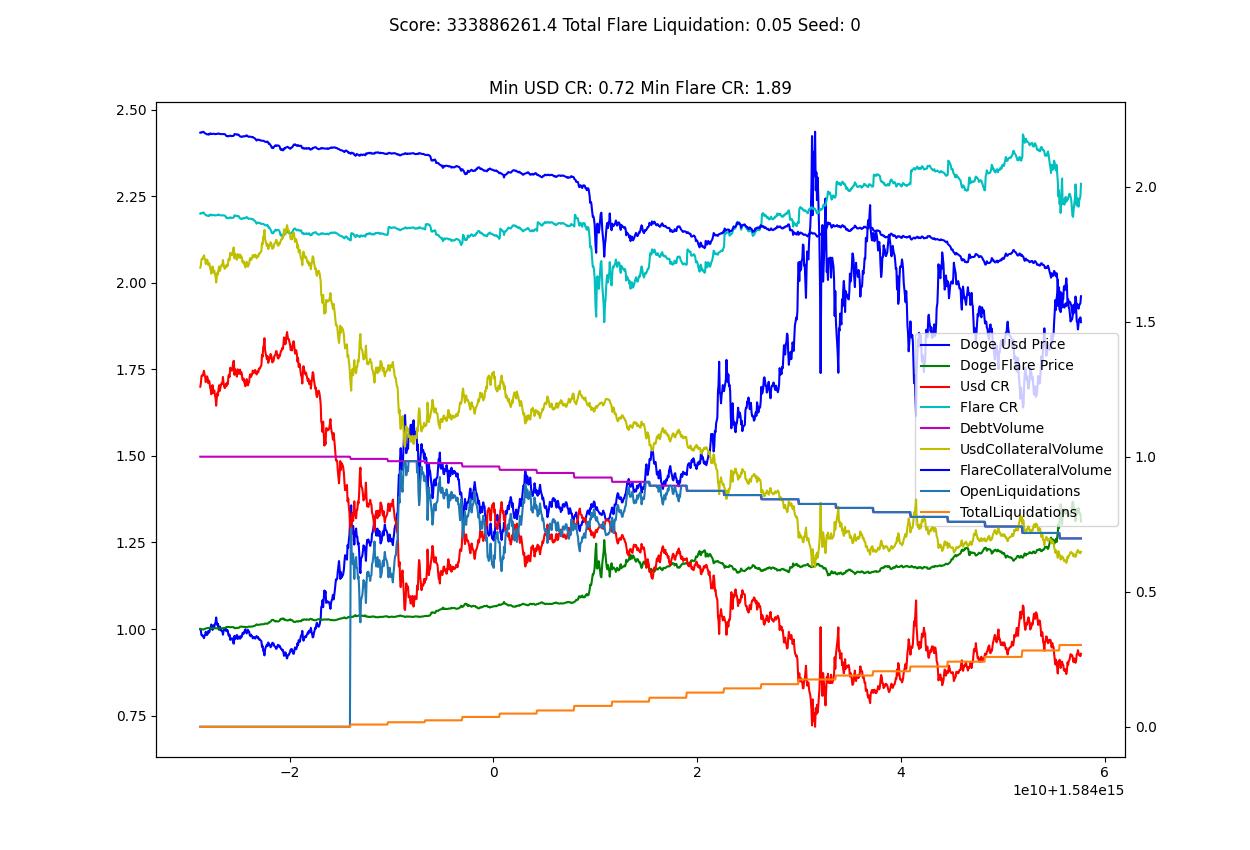 Score: 333886261.4 Total Flare Liquidation: 0.05 Seed: 0
Min USD CR: 0.72 Min Flare CR: 1.89
2.50
2.25
2.00
1.75
1.50
1.25
1.00
0.75
2.0
1.5
1.0
0.5
0.0
Doge Usd Price
Doge Flare Price
Usd CR
Flare CR
DebtVolume
UsdCollateralVolume
FlareCollateralVolume
OpenLiquidations
TotalLiquidations
−2
0
2
4
6
1e10+1.584e15